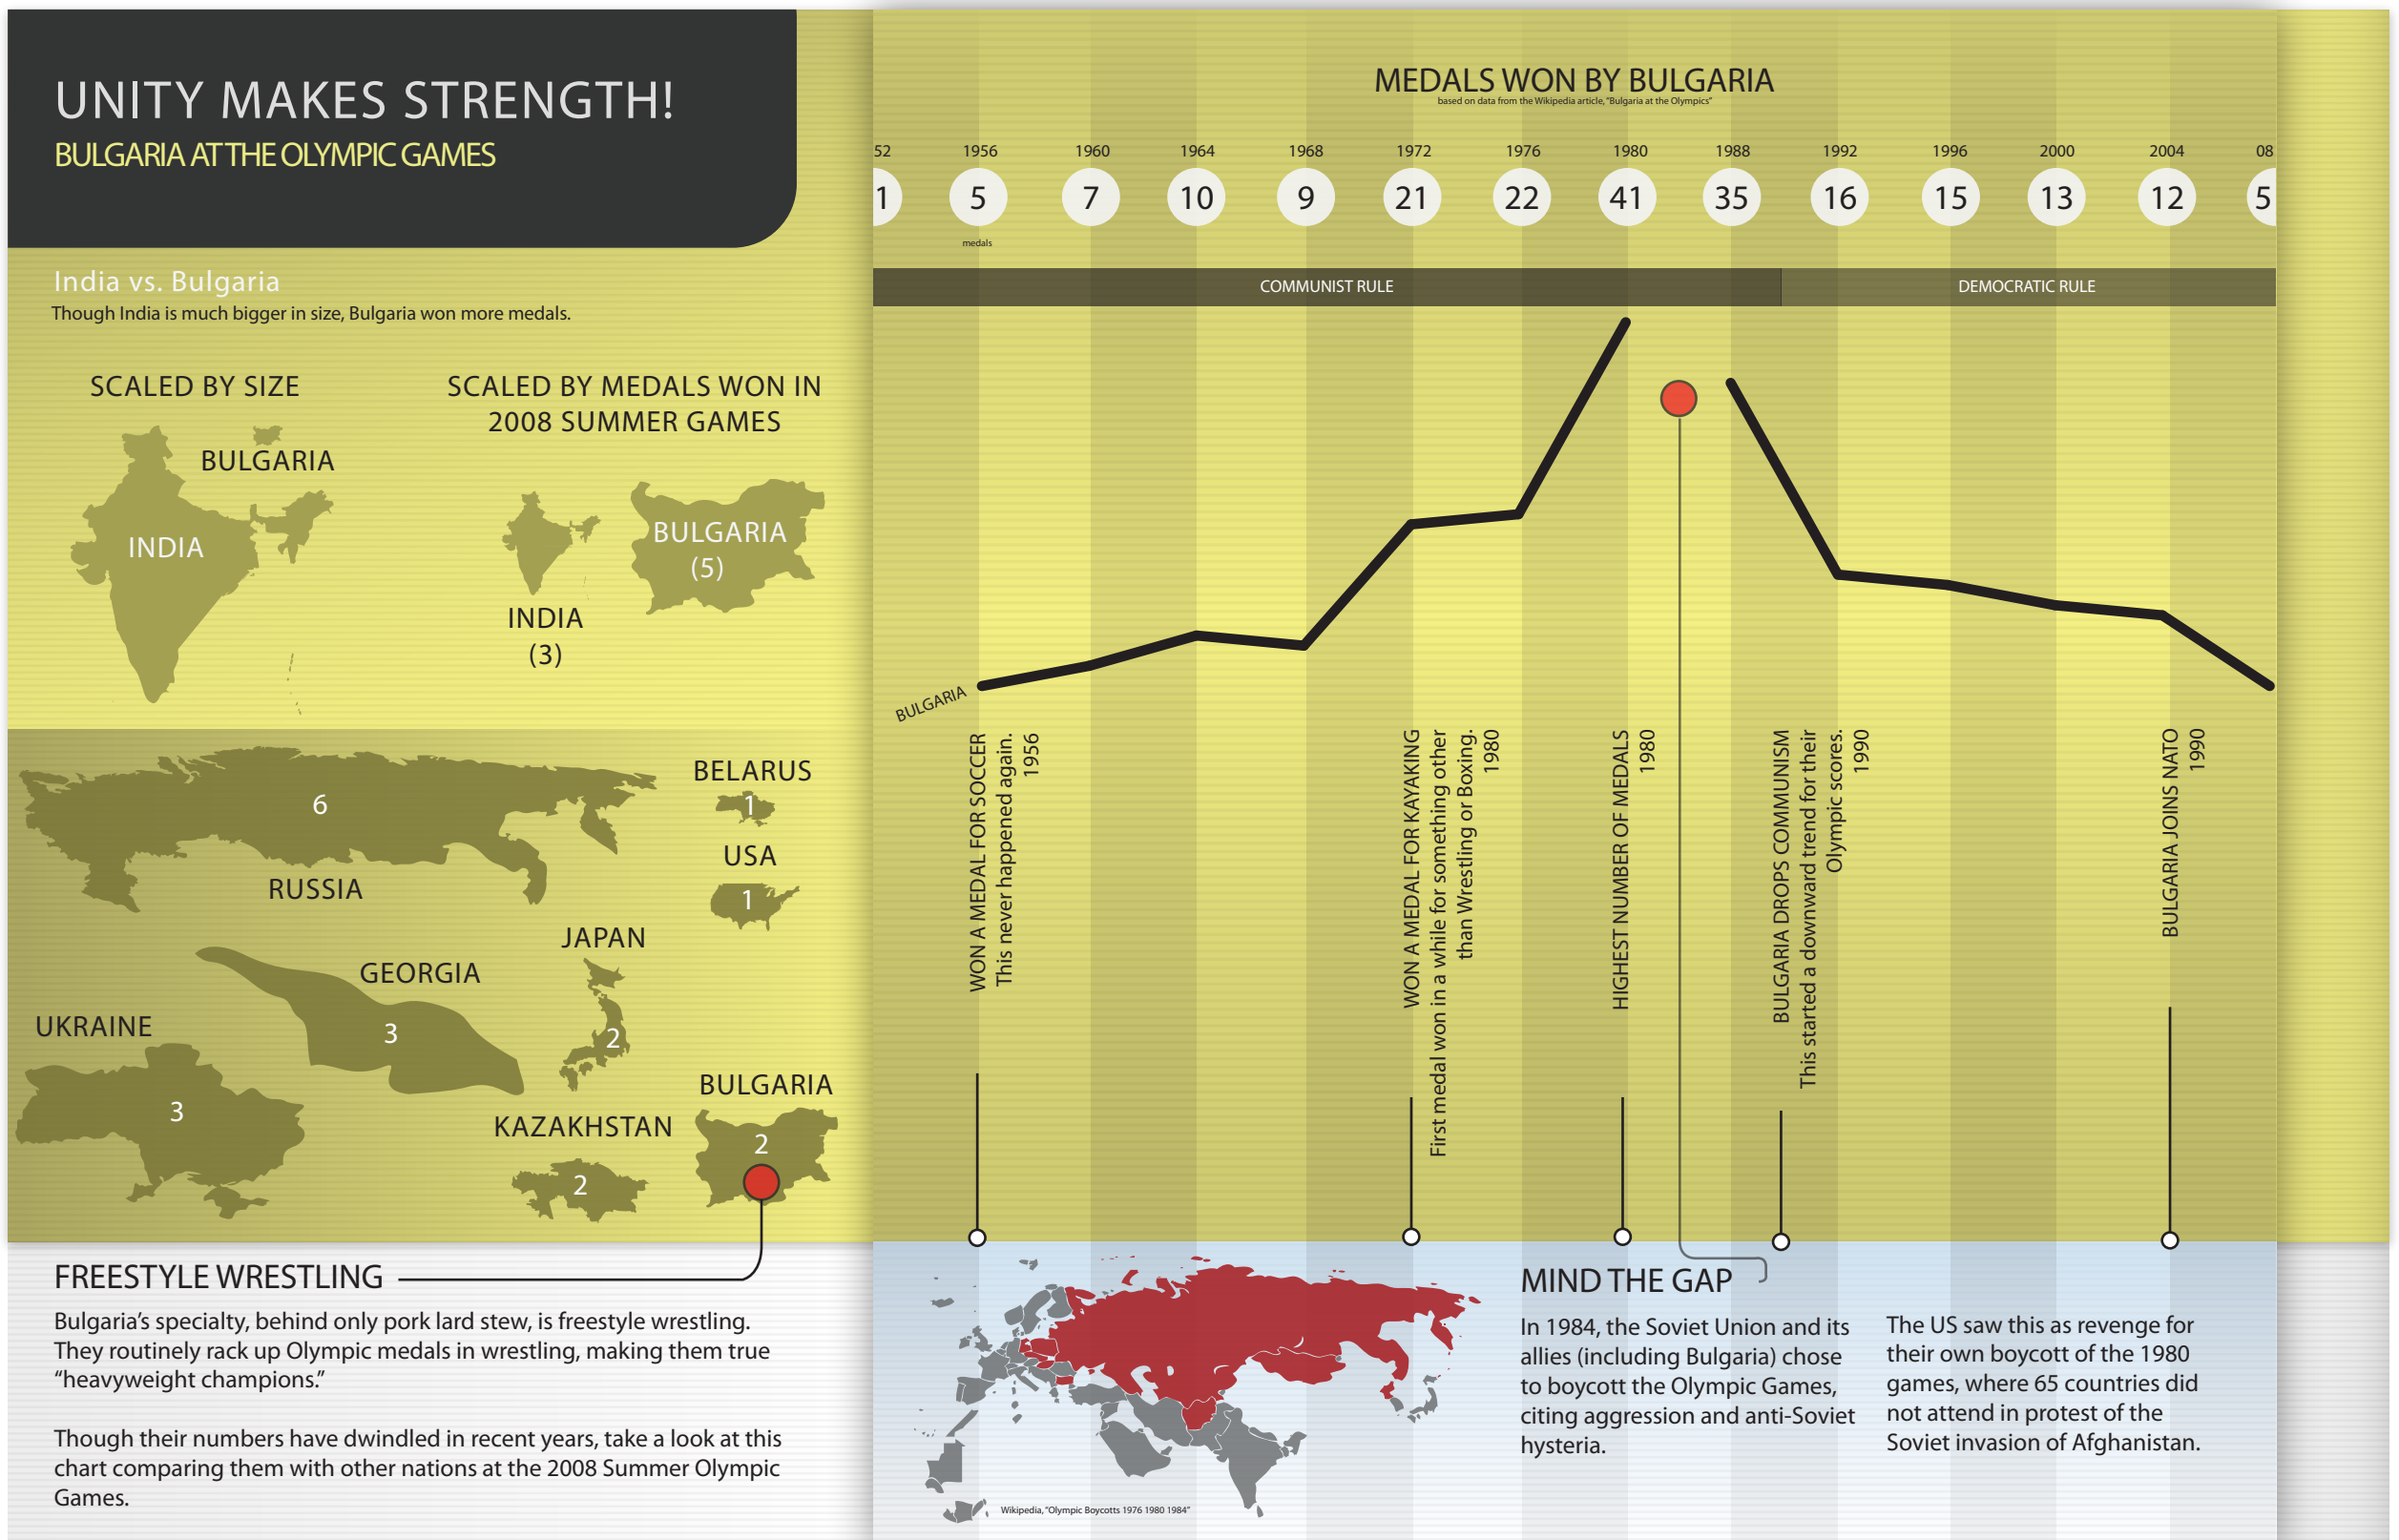 UNITY MAKES STRENGTH!
BULGARIA AT THE OLYMPIC GAMES
India vs. Bulgaria
Though India is much bigger in size, Bulgaria won more medals.
SCALED BY SIZE
BULGARIA
INDIA
SCALED BY MEDALS WON IN
2008 SUMMER GAMES
BULGARIA
(5)
INDIA
(3)
6
RUSSIA
BELARUS
1
USA
1
JAPAN
2
GEORGIA
3
UKRAINE
3
KAZAKHSTAN
2
BULGARIA
2
FREESTYLE WRESTLING
Bulgaria's specialty, behind only pork lard stew, is freestyle wrestling.
They routinely rack up Olympic medals in wrestling, making them true
"heavyweight champions."
Though their numbers have dwindled in recent years, take a look at this
chart comparing them with other nations at the 2008 Summer Olympic
Games.
MEDALS WON BY BULGARIA
based on data from the Wikipedia article, "Bulgaria at the Olympics"
52 1956 1960 1964 1968 1972 1976 1980 1988 1992 1996 2000 2004 08
1 5 7 10 9 21 22 41 35 16 15 13 12 5
medals
COMMUNIST RULE
DEMOCRATIC RULE
BULGARIA
WON A MEDAL FOR SOCCER
This never happened again.
1956
WON A MEDAL FOR KAYAKING
First medal won in a while for something other
than Wrestling or Boxing.
1980
HIGHEST NUMBER OF MEDALS
1980
BULGARIA DROPS COMMUNISM
This started a downward trend for their
Olympic scores.
1990
BULGARIA JOINS NATO
1990
MIND THE GAP
In 1984, the Soviet Union and its
allies (including Bulgaria) chose
to boycott the Olympic Games,
citing aggression and anti-Soviet
hysteria.
The US saw this as revenge for
their own boycott of the 1980
games, where 65 countries did
not attend in protest of the
Soviet invasion of Afghanistan.
Wikipedia, "Olympic Boycotts 1976 1980 1984"